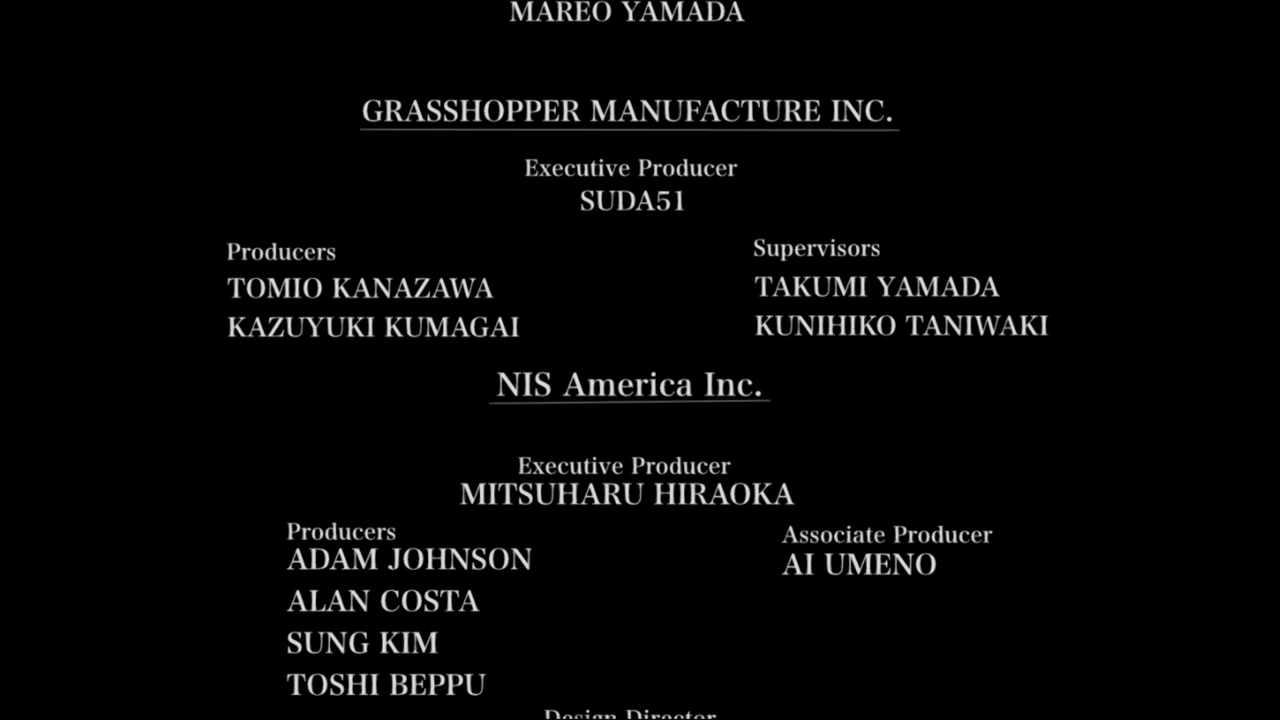 MAREO YAMADA
GRASSHOPPER MANUFACTURE INC.
Executive Producer
SUDA51
Producers
TOMIO KANAZAWA
KAZUYUKI KUMAGAI
Supervisors
TAKUMI YAMADA
KUNIHIKO TANIWAKI
NIS America Inc.
Executive Producer
MITSUHARU HIRAOKA
Producers
ADAM JOHNSON
ALAN COSTA
SUNG KIM
TOSHI BEPPU
Associate Producer
AI UMENO
Design Director